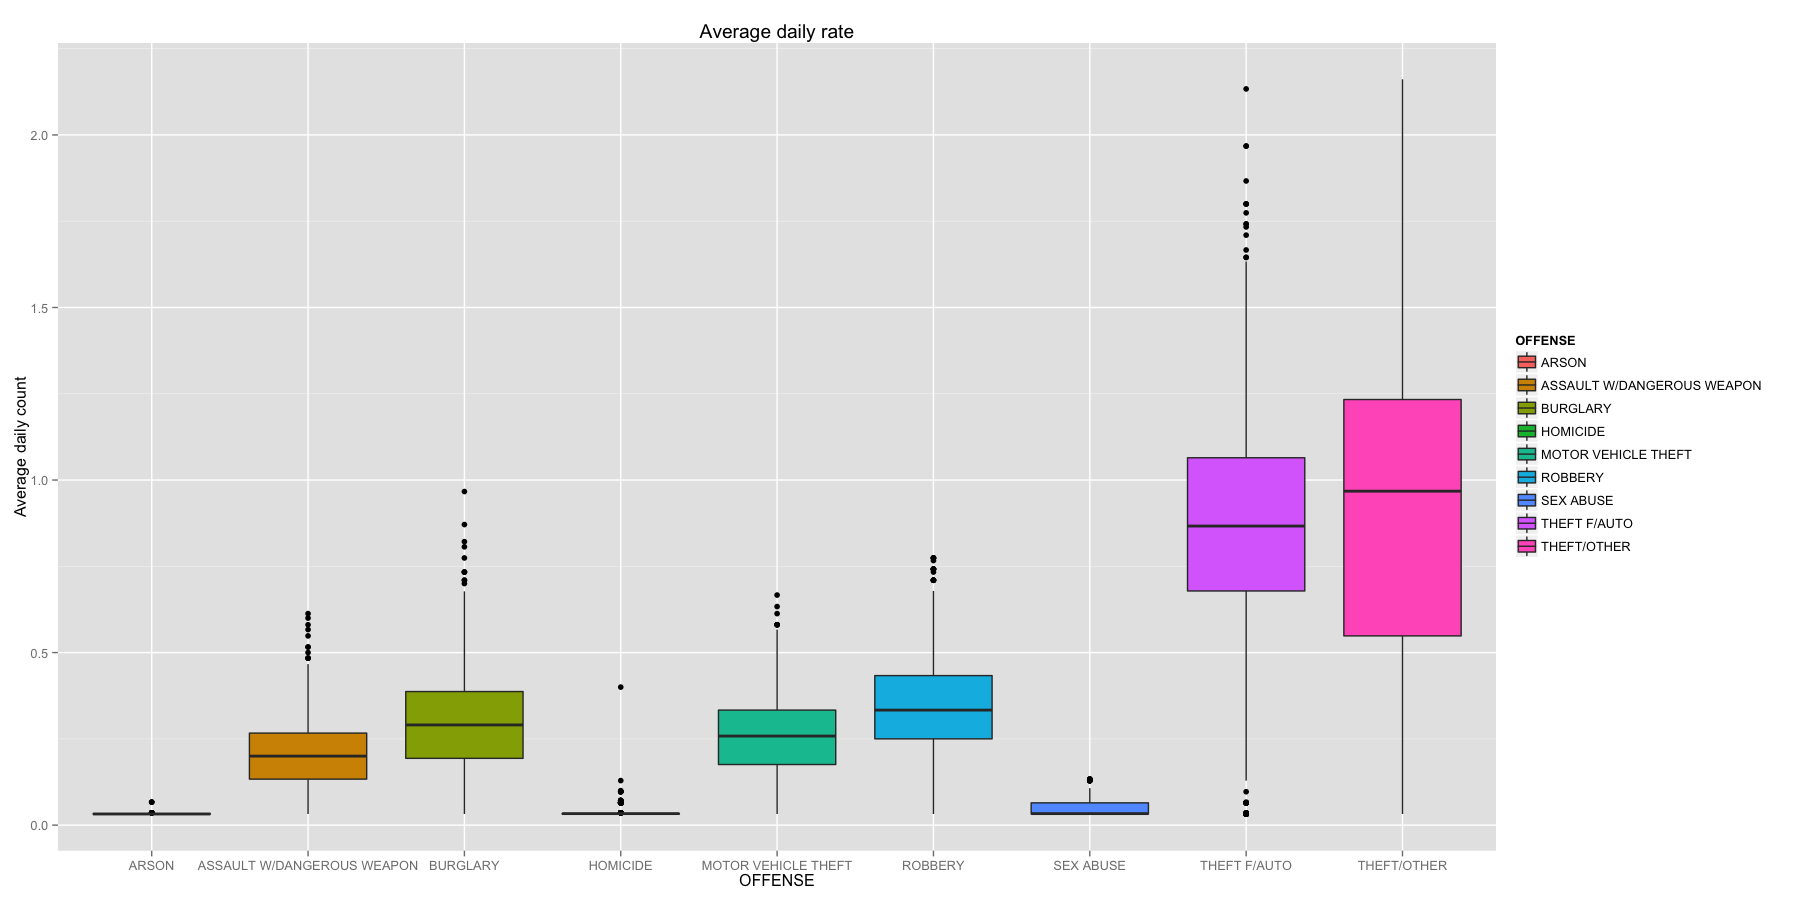 Average daily rate
Average daily count
2.0
1.5
1.0
0.5
0.0
ARSON ASSAULT W/DANGEROUS WEAPON BURGLARY HOMICIDE MOTOR VEHICLE THEFT ROBBERY SEX ABUSE THEFT F/AUTO THEFT/OTHER
OFFENSE
OFFENSE
ARSON
ASSAULT W/DANGEROUS WEAPON
BURGLARY
HOMICIDE
MOTOR VEHICLE THEFT
ROBBERY
SEX ABUSE
THEFT F/AUTO
THEFT/OTHER